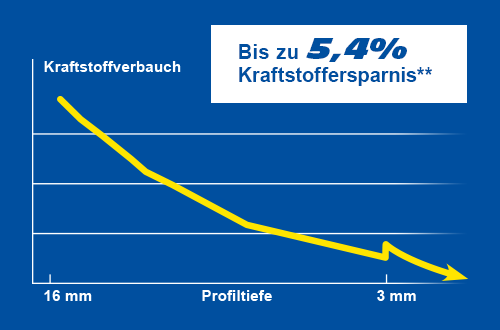 Bis zu 5,4%
Kraftstoffersparnis**
Kraftstoffverbauch
16 mm Profiltiefe 3 mm